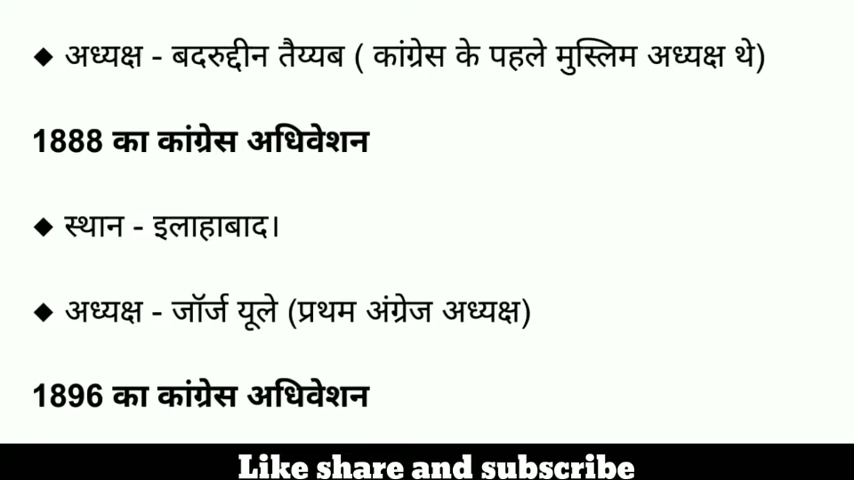 ◆ अध्यक्ष - बदरुद्दीन तैय्यब ( कांग्रेस के पहले मुस्लिम अध्यक्ष थे)
1888 का कांग्रेस अधिवेशन
◆ स्थान - इलाहाबाद।
◆ अध्यक्ष - जॉर्ज यूले (प्रथम अंग्रेज अध्यक्ष)
1896 का कांग्रेस अधिवेशन
Like share and subscribe